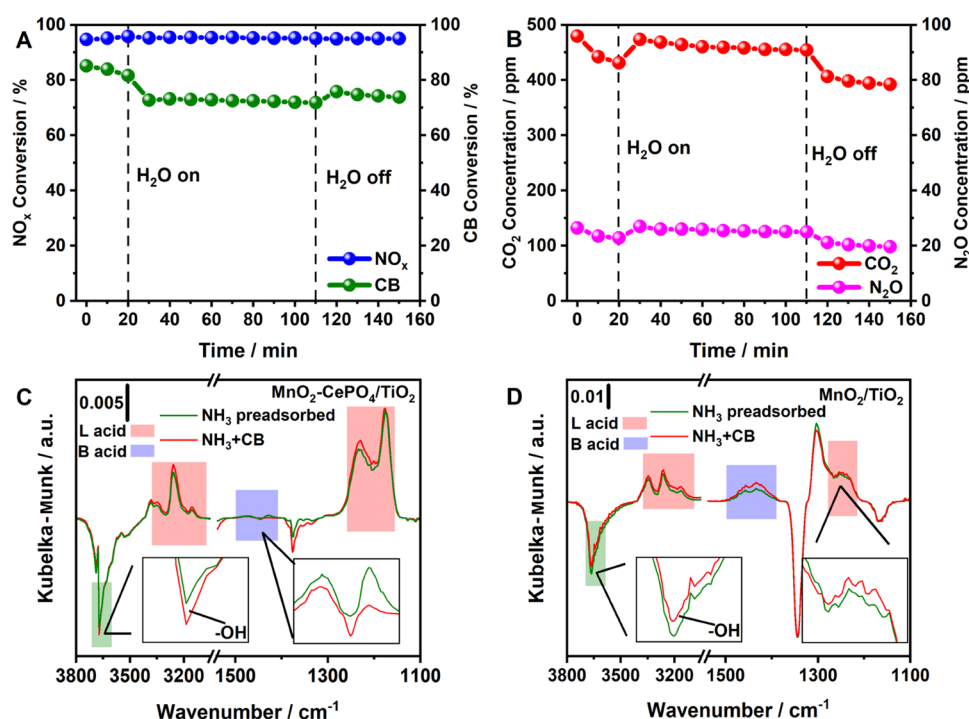 A
NOx Conversion / %
100
80
60
40
20
0
H2O on
H2O off
NOx
CB
100
80
60
40
20
0
CB Conversion / %
0 20 40 60 80 100 120 140 160
Time / min
B
CO2 Concentration / ppm
500
400
300
200
100
0
H2O on
H2O off
CO2
N2O
100
80
60
40
20
0
N2O Concentration / ppm
0 20 40 60 80 100 120 140 160
Time / min
C
Kubelka-Munk / a.u.
0.005
MnO2-CePO4/TiO2
L acid
B acid
NH3 preadsorbed
NH3+CB
-OH
3800 3500 3200 1500 1300 1100
Wavenumber / cm-1
D
Kubelka-Munk / a.u.
0.01
MnO2/TiO2
L acid
B acid
NH3 preadsorbed
NH3+CB
-OH
3800 3500 3200 1500 1300 1100
Wavenumber / cm-1